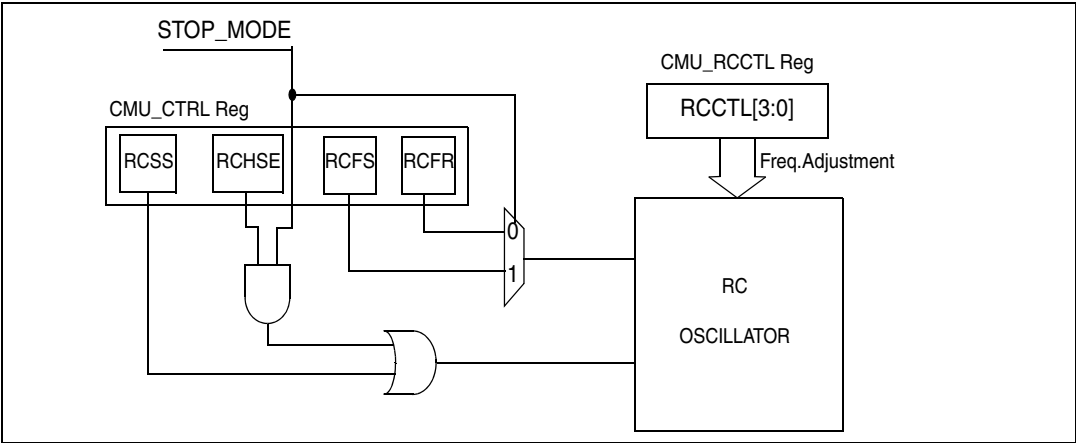 STOP_MODE
CMU_RCCTL Reg
CMU_CTRL Reg
RCCTL[3:0]
RCSS
RCHSE
RCFS
RCFR
Freq.Adjustment
0
1
RC
OSCILLATOR